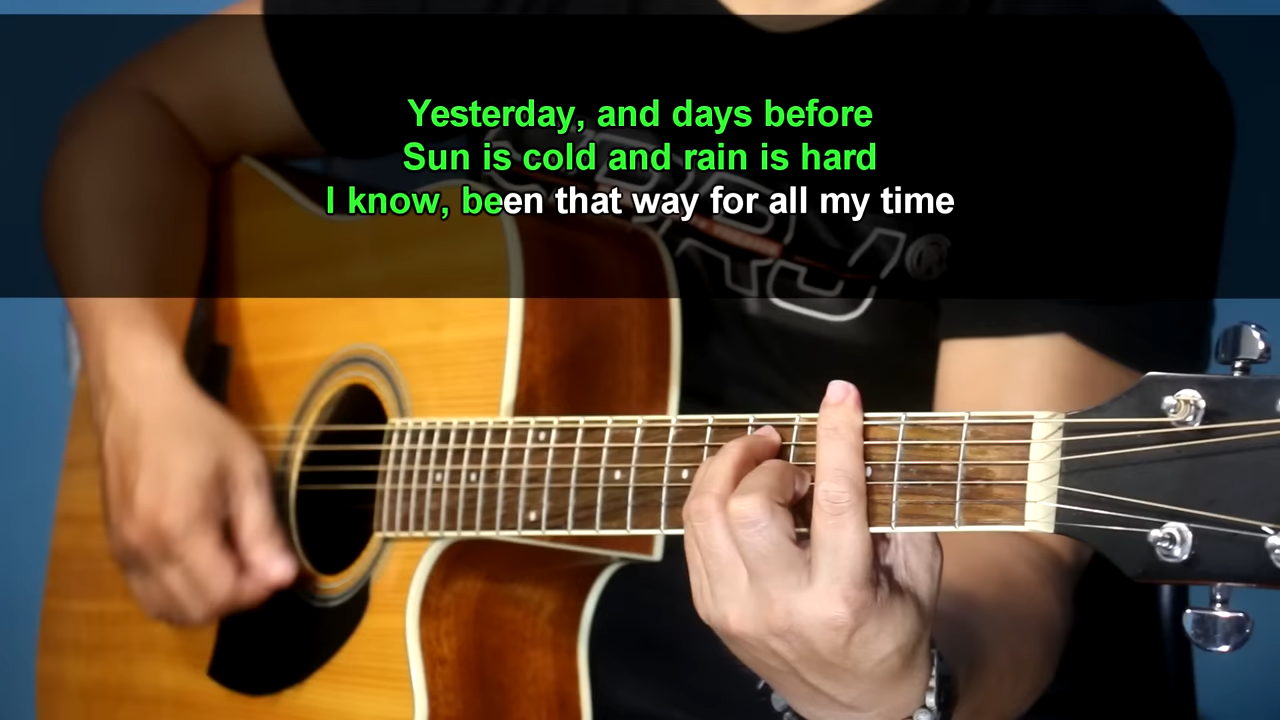 Yesterday, and days before
Sun is cold and rain is hard
I know, been that way for all my time